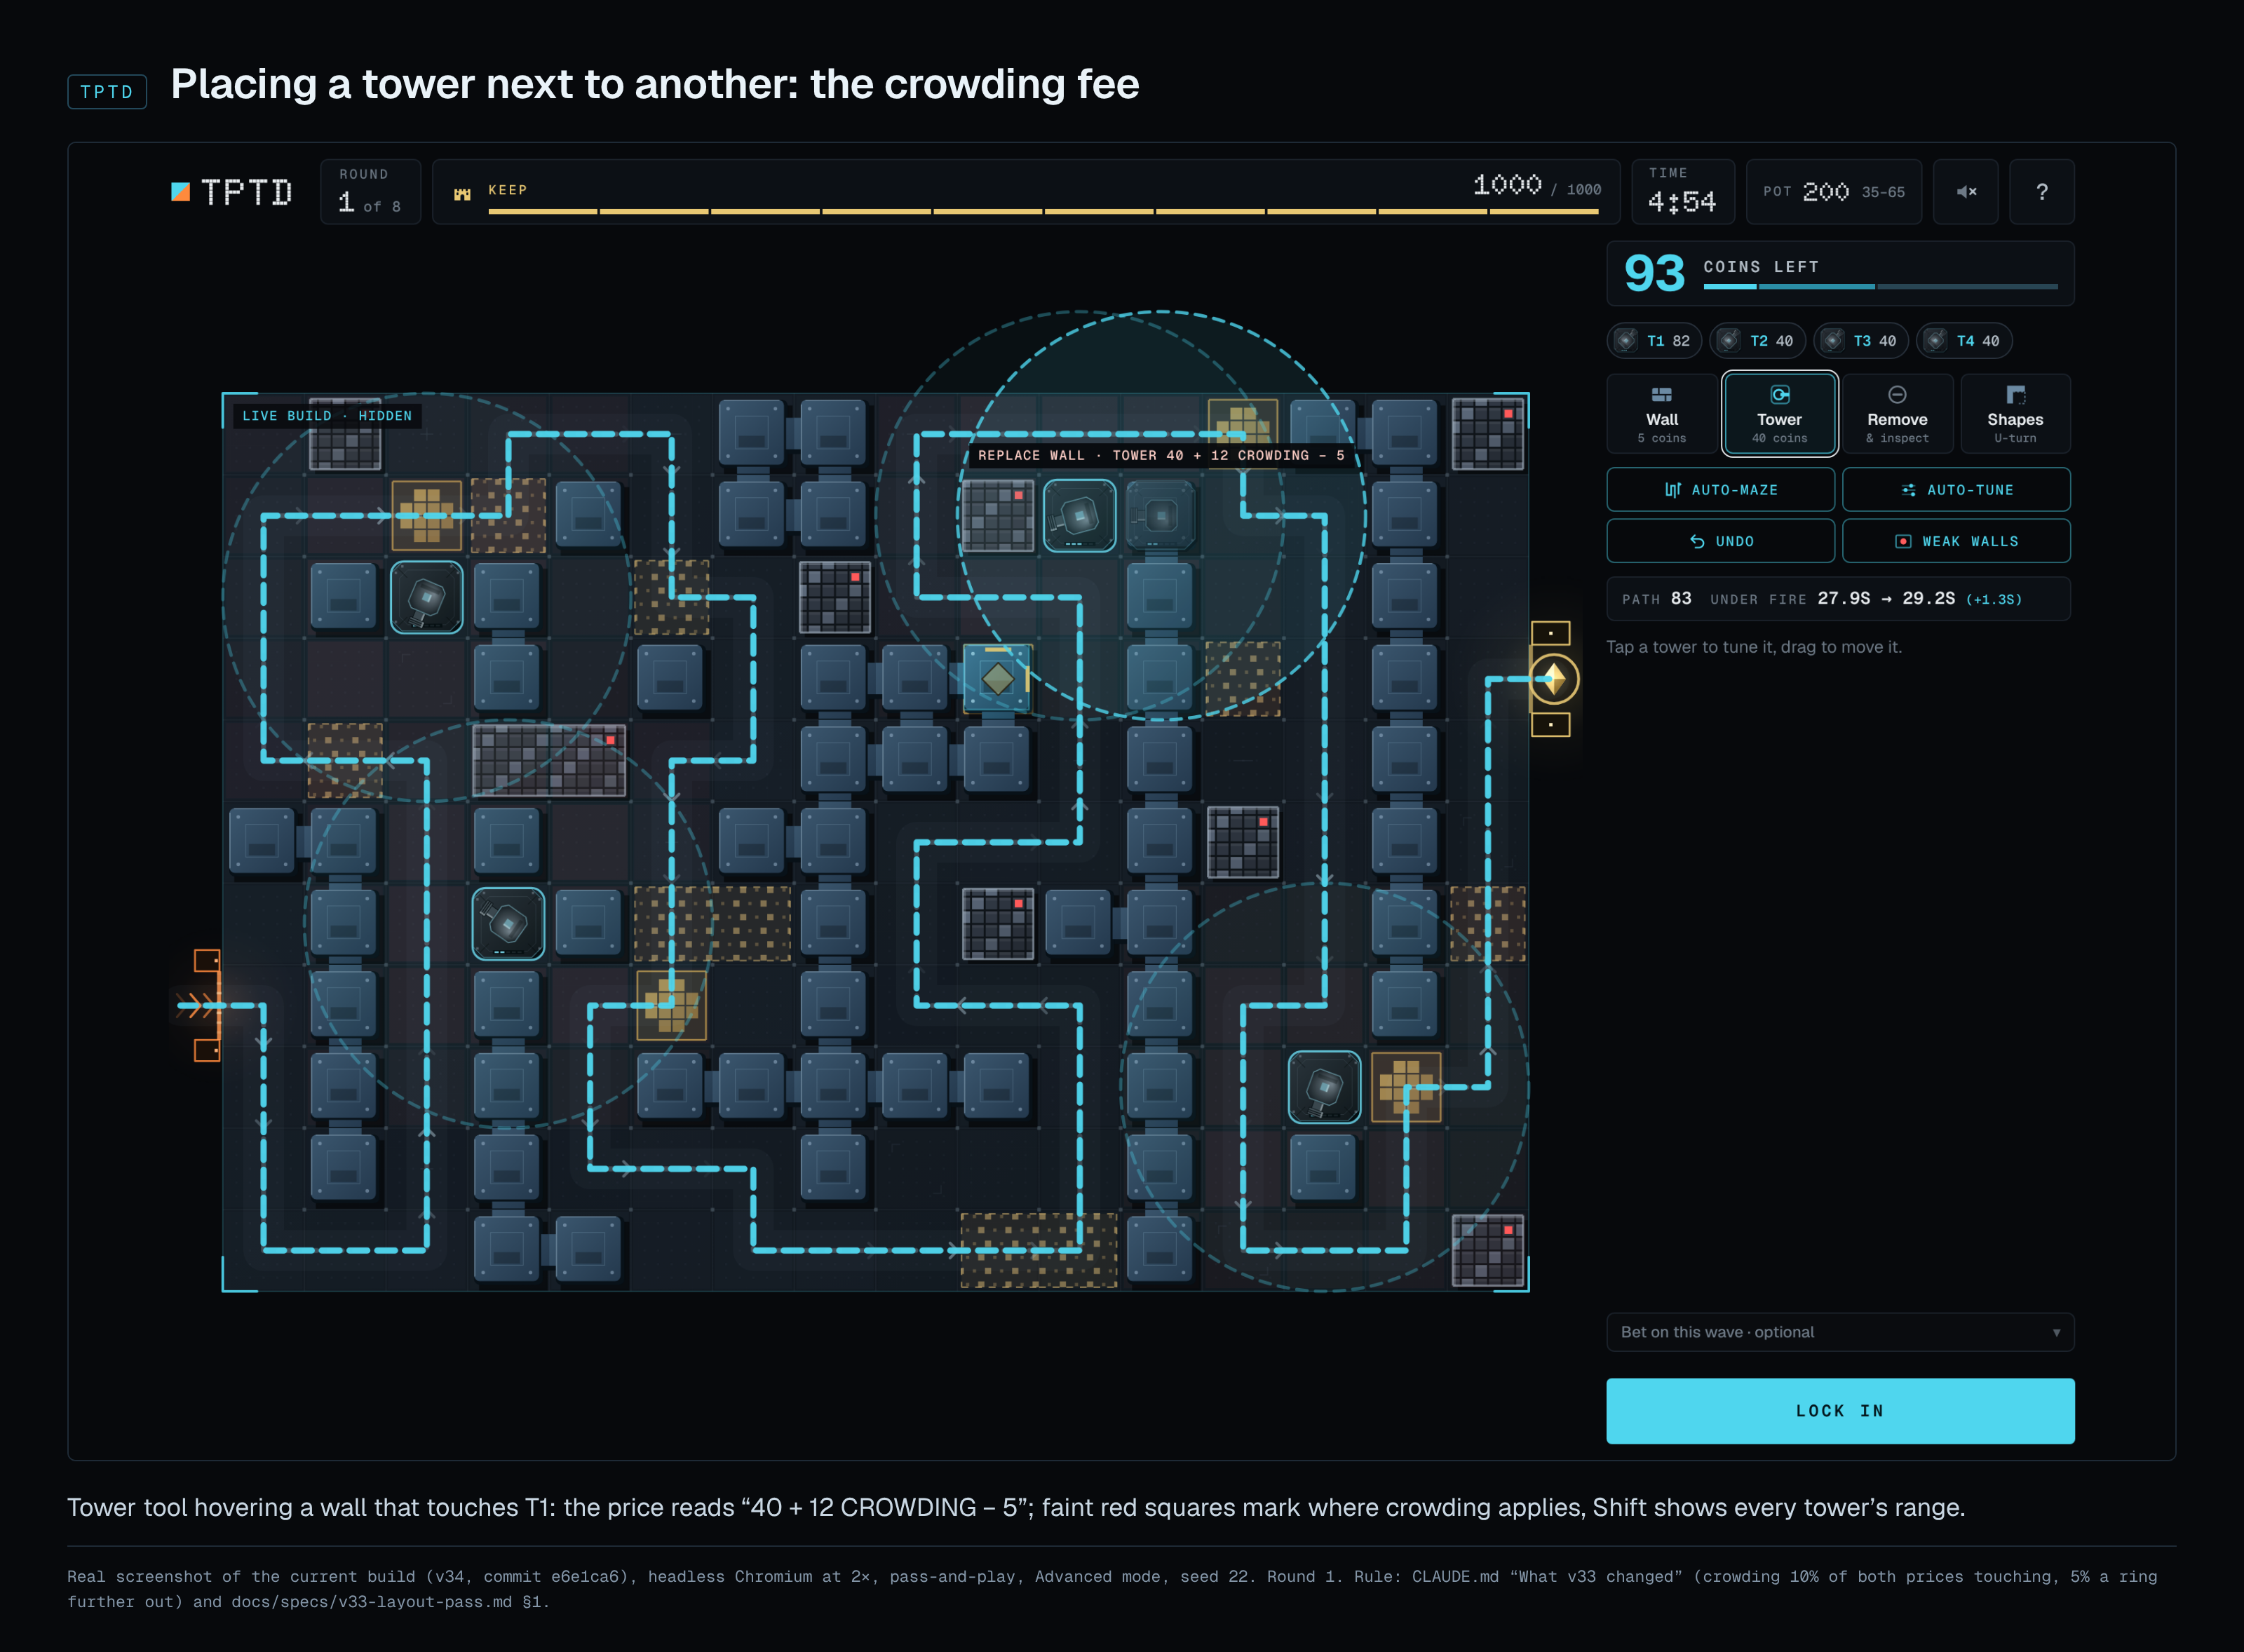 TPTD
Placing a tower next to another: the crowding fee
TPTD
ROUND
1 of 8
KEEP
1000 / 1000
TIME
4:54
POT 200 35–65
?
93 COINS LEFT
T1 82
T2 40
T3 40
T4 40
Wall
5 coins
Tower
40 coins
Remove
& inspect
Shapes
U-turn
AUTO-MAZE
AUTO-TUNE
UNDO
WEAK WALLS
PATH 83 UNDER FIRE 27.9S → 29.2S (+1.3S)
Tap a tower to tune it, drag to move it.
LIVE BUILD · HIDDEN
REPLACE WALL · TOWER 40 + 12 CROWDING – 5
Bet on this wave · optional
LOCK IN
Tower tool hovering a wall that touches T1: the price reads “40 + 12 CROWDING – 5”; faint red squares mark where crowding applies, Shift shows every tower’s range.
Real screenshot of the current build (v34, commit e6e1ca6), headless Chromium at 2×, pass-and-play, Advanced mode, seed 22. Round 1. Rule: CLAUDE.md “What v33 changed” (crowding 10% of both prices touching, 5% a ring
further out) and docs/specs/v33-layout-pass.md §1.